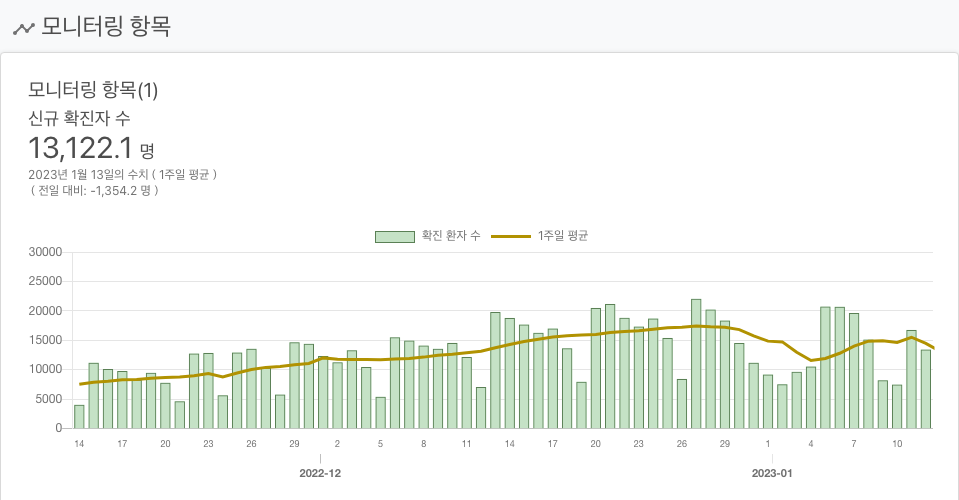 모니터링 항목
모니터링 항목(1)
신규 확진자 수
13,122.1 명
2023년 1월 13일의 수치 ( 1주일 평균 )
( 전일 대비: -1,354.2 명 )
확진 환자 수 1주일 평균
30000
25000
20000
15000
10000
5000
0
14 17 20 23 26 29 2 5 8 11 14 17 20 23 26 29 1 4 7 10
2022-12 2023-01